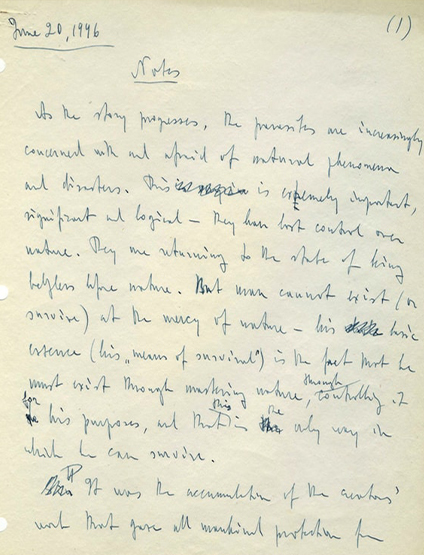 June 20, 1946
(1)
Notes
As the story progresses, the parasites are increasingly
concerned with and afraid of natural phenomena
and disasters. This is extremely important,
significant and logical – they have lost control over
nature. They are returning to the state of being
helpless before nature. But man cannot exist (or
survive) at the mercy of nature – his basic
essence (his „means of survival") is the fact that he
must exist through mastering nature, through controlling it
for his purposes, and that this is the only way in
which he can survive.
It was the accumulation of the creators'
work that gave all mankind protection from